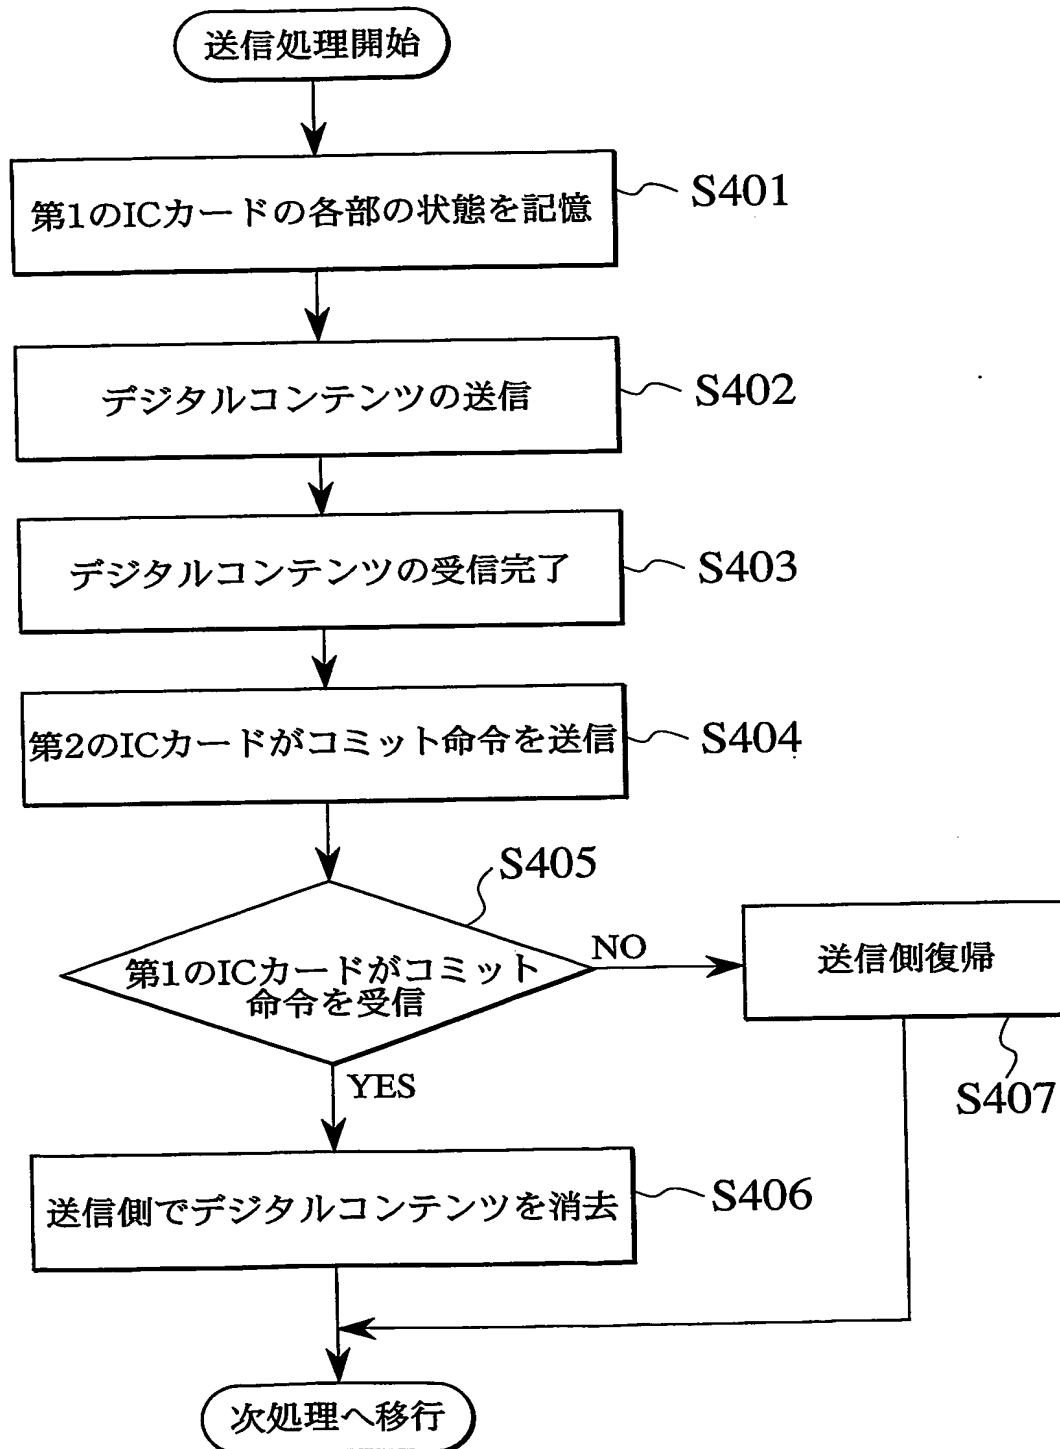 送信処理開始
第1のICカードの各部の状態を記憶
S401
デジタルコンテンツの送信
S402
デジタルコンテンツの受信完了
S403
第2のICカードがコミット命令を送信
S404
S405
第1のICカードがコミット
命令を受信
NO
送信側復帰
S407
YES
送信側でデジタルコンテンツを消去
S406
次処理へ移行